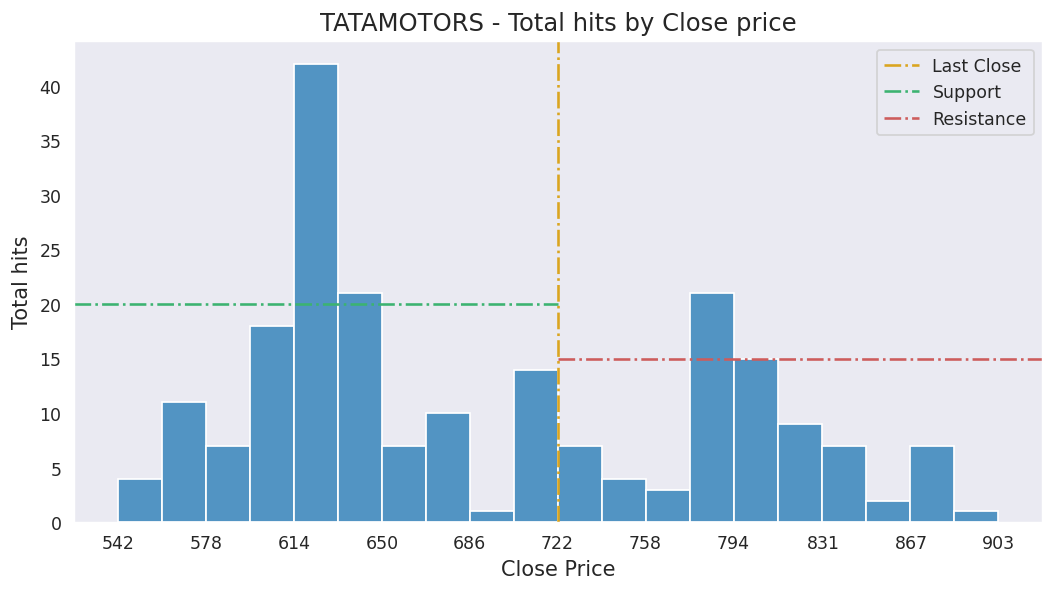 TATAMOTORS - Total hits by Close price
Last Close
Support
Resistance
Total hits
40
35
30
25
20
15
10
5
0
542 578 614 650 686 722 758 794 831 867 903
Close Price